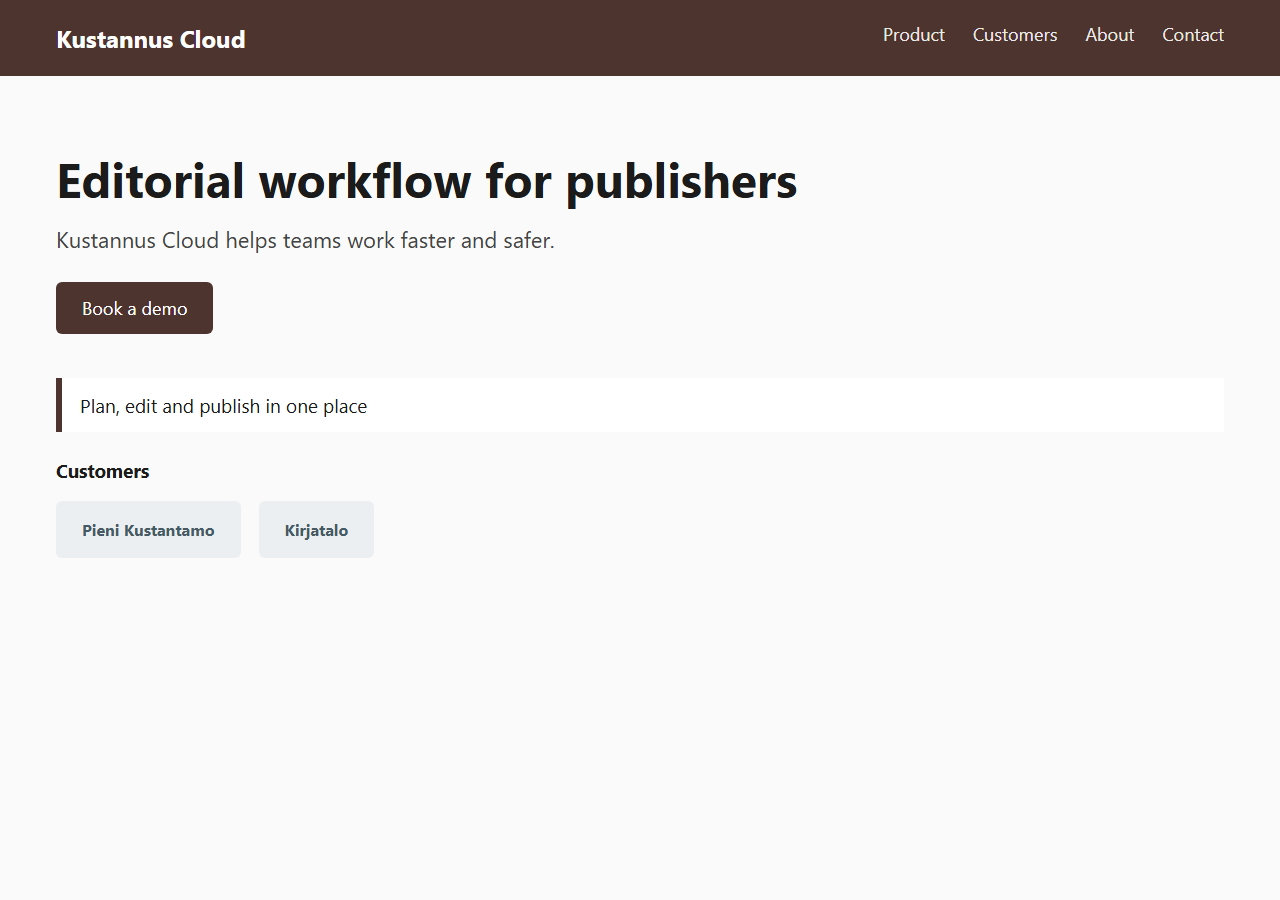 Kustannus Cloud
Product Customers About Contact
Editorial workflow for publishers
Kustannus Cloud helps teams work faster and safer.
Book a demo
Plan, edit and publish in one place
Customers
Pieni Kustantamo Kirjatalo